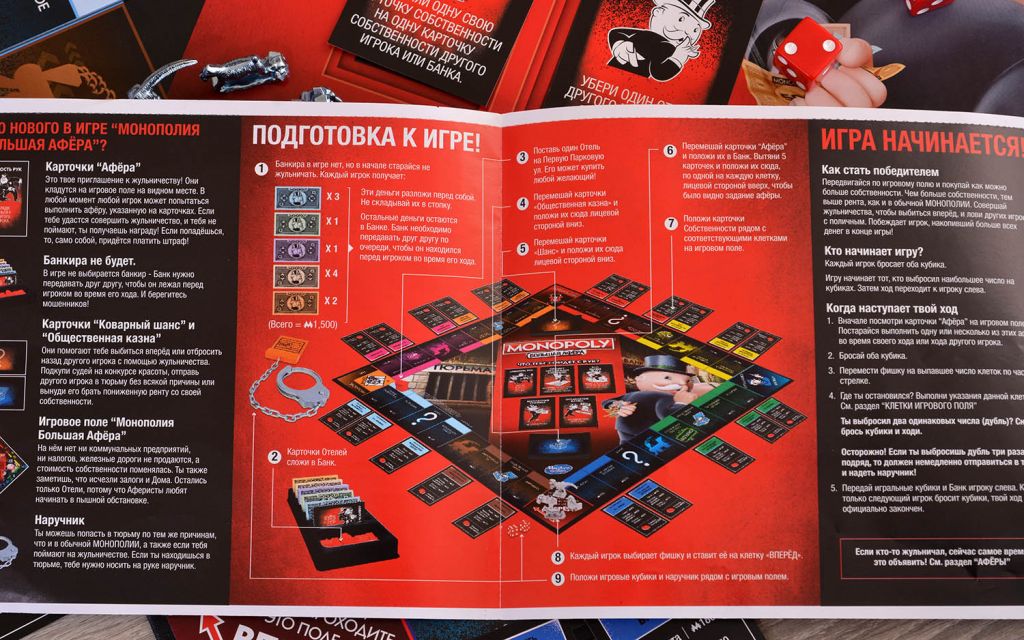 НИ ОДНУ СВОЮ
ТОЧКУ СОБСТВЕННОСТИ
НА ОДНУ КАРТОЧКУ
СОБСТВЕННОСТИ ДРУГОГО
ИГРОКА ИЛИ БАНКА.
УБЕРИ ОДИН
ДРУГОГО
О НОВОГО В ИГРЕ “МОНОПОЛИЯ
ЛЬШАЯ АФЁРА”?
Карточки “Афёра”
Это твое приглашение к жульничеству! Они
кладутся на игровое поле на видном месте. В
любой момент любой игрок может попытаться
выполнить афёру, указанную на карточках. Если
тебе удастся совершить жульничество, и тебя не
поймают, ты получаешь награду! Если попадёшься,
то, само собой, придётся платить штраф!
Банкира не будет.
В игре не выбирается банкир - Банк нужно
передавать друг другу, чтобы он лежал перед
игроком во время его хода. И берегитесь
мошенников!
Карточки “Коварный шанс” и
“Общественная казна”
Они помогают тебе выбиться вперёд или отбросить
назад другого игрока с помощью жульничества.
Подкупи судей на конкурсе красоты, отправь
другого игрока в тюрьму без всякой причины или
вынуди его брать пониженную ренту со своей
собственности.
Игровое поле “Монополия
Большая Афёра”
На нём нет ни коммунальных предприятий,
ни налогов, железные дороги не продаются, а
стоимость собственности поменялась. Ты также
заметишь, что исчезли залоги и Дома. Остались
только Отели, потому что Аферисты любят
начинать в пышной обстановке.
Наручник
Ты можешь попасть в тюрьму по тем же причинам,
что и в обычной МОНОПОЛИИ, а также если тебя
поймают на жульничестве. Если ты находишься в
тюрьме, тебе нужно носить на руке наручник.
ПОДГОТОВКА К ИГРЕ!
1 Банкира в игре нет, но в начале старайся не
жульничать. Каждый игрок получает:
X 3
X 1
X 1
X 4
X 2
(Всего = M1,500)
Эти деньги разложи перед собой.
Не складывай их в стопку.
Остальные деньги остаются
в Банке. Банк необходимо
передавать друг другу по
очереди, чтобы он находился
перед игроком во время его хода.
2 Карточки Отелей
сложи в Банк.
3 Поставь один Отель
на Первую Парковую
ул. Его может купить
любой желающий!
4 Перемешай карточки
«Общественная казна» и
положи их сюда лицевой
стороной вниз.
5 Перемешай карточки
«Шанс» и положи их сюда
лицевой стороной вниз.
6 Перемешай карточки “Афёра”
и положи их в Банк. Вытяни 5
карточек и положи их сюда,
по одной на каждую клетку,
лицевой стороной вверх, чтобы
было видно задание афёры.
7 Положи карточки
Собственности рядом с
соответствующими клетками
на игровом поле.
ТЮРЬМА
MONOPOLY
БОЛЬШАЯ АФЁРА
ЧТО ТЕБЕ СОЙДЁТ С РУК?
8 Каждый игрок выбирает фишку и ставит её на клетку «ВПЕРЁД».
9 Положи игровые кубики и наручник рядом с игровым полем.
ИГРА НАЧИНАЕТСЯ!
Как стать победителем
Передвигайся по игровому полю и покупай как можно
больше собственности. Чем больше собственности, тем
выше рента, как и в обычной МОНОПОЛИИ. Совершай
жульничества, чтобы выбиться вперёд, и лови других игроков
с поличным. Побеждает игрок, накопивший больше всех
денег в конце игры!
Кто начинает игру?
Каждый игрок бросает оба кубика.
Игру начинает тот, кто выбросил наибольшее число на
кубиках. Затем ход переходит к игроку слева.
Когда наступает твой ход
1. Вначале посмотри карточки “Афёра” на игровом поле
Постарайся выполнить одну или несколько из этих
во время своего хода или хода другого игрока.
2. Бросай оба кубика.
3. Перемести фишку на выпавшее число клеток по
стрелке.
4. Где ты остановился? Выполни указания данной
См. раздел “КЛЕТКИ ИГРОВОГО ПОЛЯ”
Ты выбросил два одинаковых числа (дубль)?
брось кубики и ходи.
Осторожно! Если ты выбросишь дубль три раза
подряд, то должен немедленно отправиться в
и надеть наручник!
5. Передай игральные кубики и Банк игроку слева.
только следующий игрок бросит кубики, твой ход
официально закончен.
Если кто-то жульничал, сейчас самое время
это объявить! См. раздел “АФЁРЫ”
ПРОХОДИТЕ
ЭТО ПОЛЕ